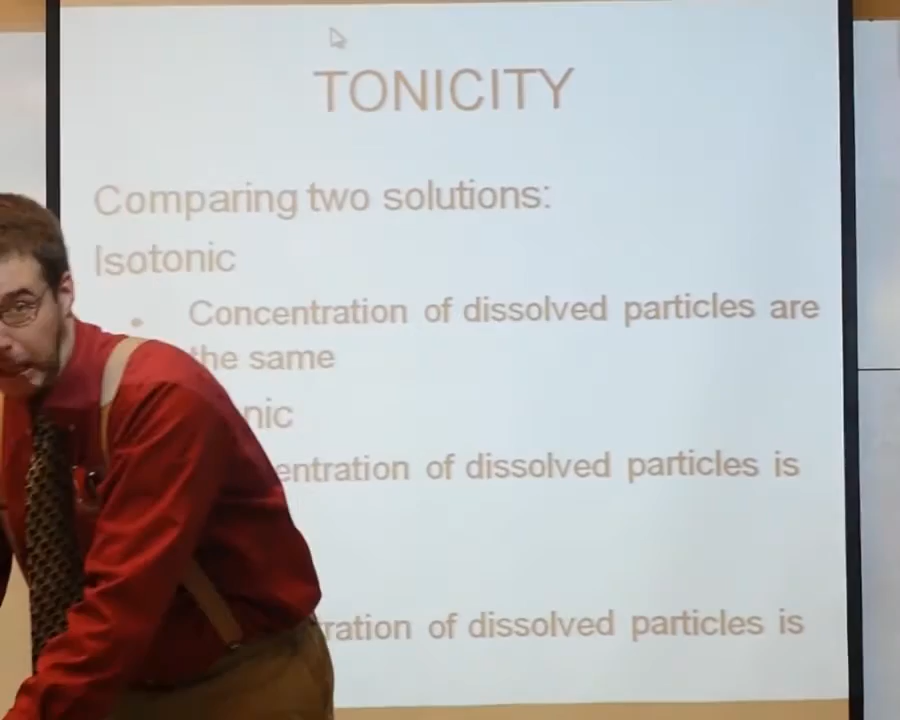 TONICITY
Comparing two solutions:
Isotonic
• Concentration of dissolved particles are
the same
nic
entration of dissolved particles is
ration of dissolved particles is